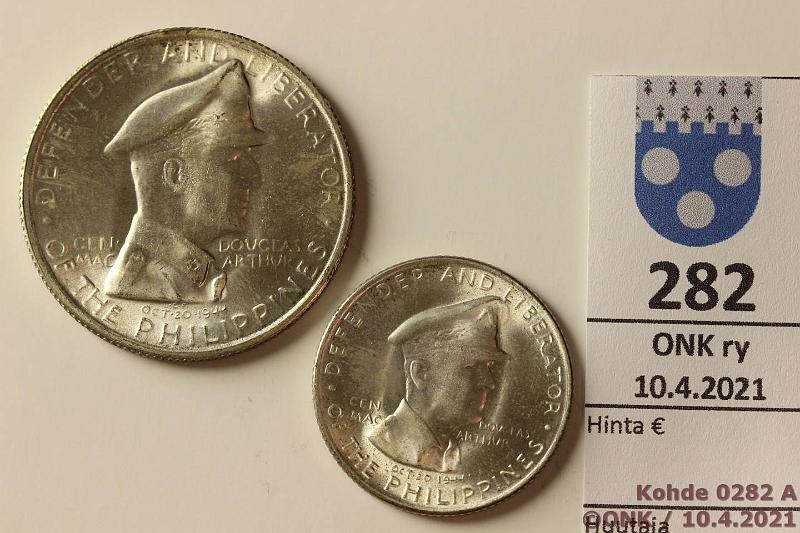 · DEFENDER AND LIBERATOR ·
OF THE PHILIPPINES
GEN· DOUGLAS
MAC ARTHUR
OCT·20·1944
· DEFENDER AND LIBERATOR ·
OF THE PHILIPPINES
GEN· DOUGLAS
MAC ARTHUR
OCT·20·1944
282
ONK ry
10.4.2021
Hinta €
Huutaja
Kohde 0282 A
©ONK / 10.4.2021